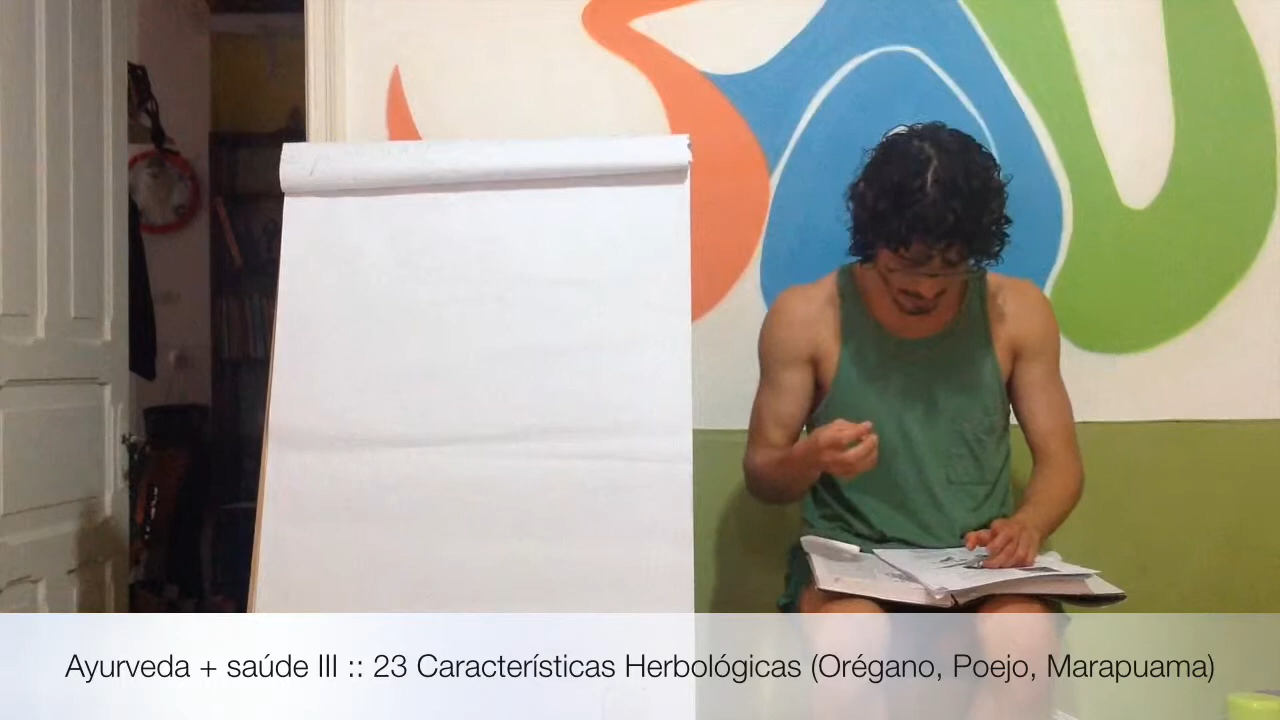 Ayurveda + saúde III :: 23 Características Herbológicas (Orégano, Poejo, Marapuama)